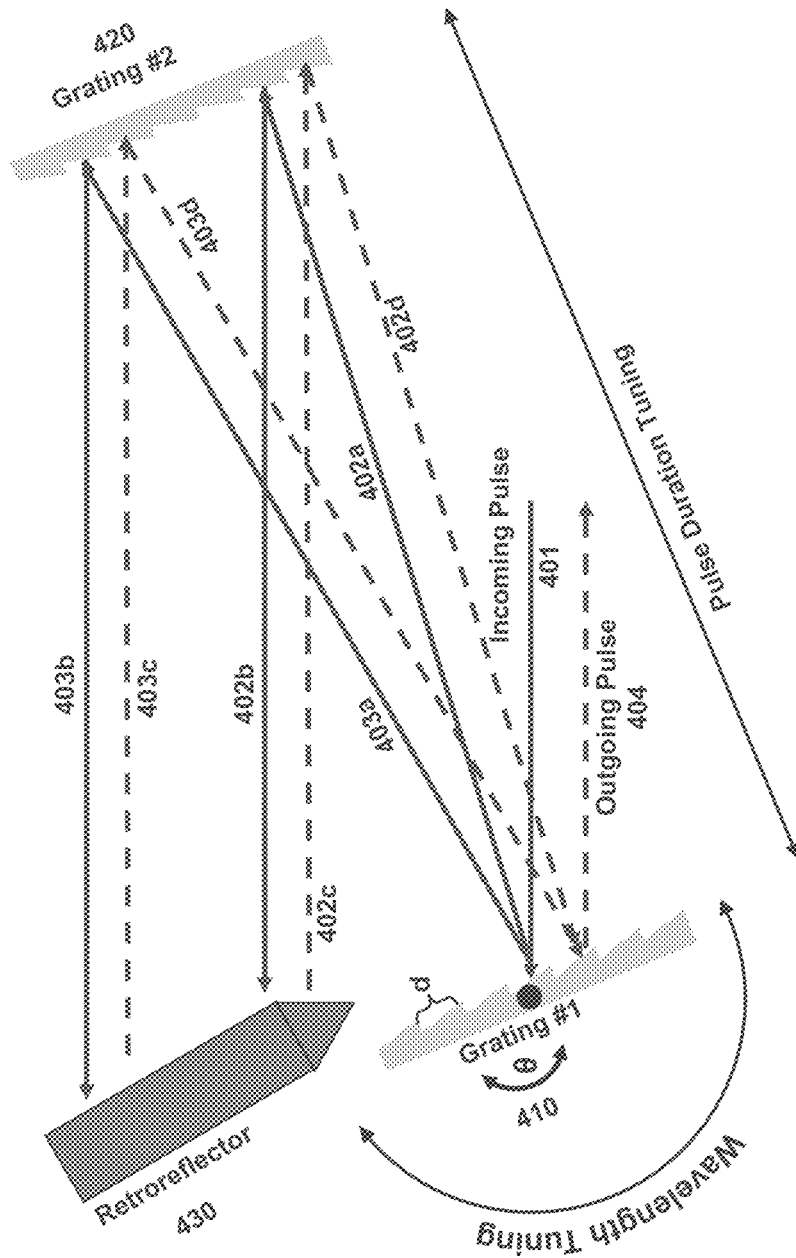 420
Grating #2
403b
403c
403d
402b
402a
402d
402c
403a
Incoming Pulse
401
Outgoing Pulse
404
Pulse Duration Tuning
Retroreflector
430
d
Grating #1
θ
410
Wavelength Tuning